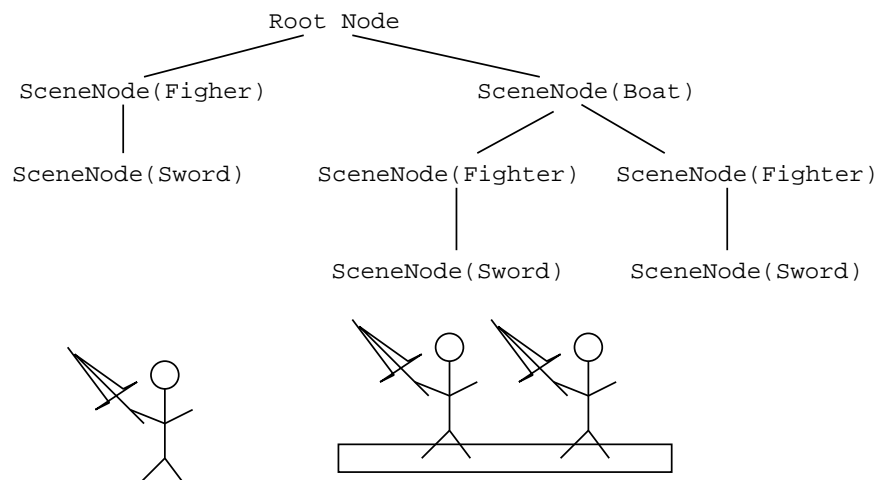 Root Node
SceneNode(Figher) SceneNode(Boat)
SceneNode(Sword) SceneNode(Fighter) SceneNode(Fighter)
SceneNode(Sword) SceneNode(Sword)